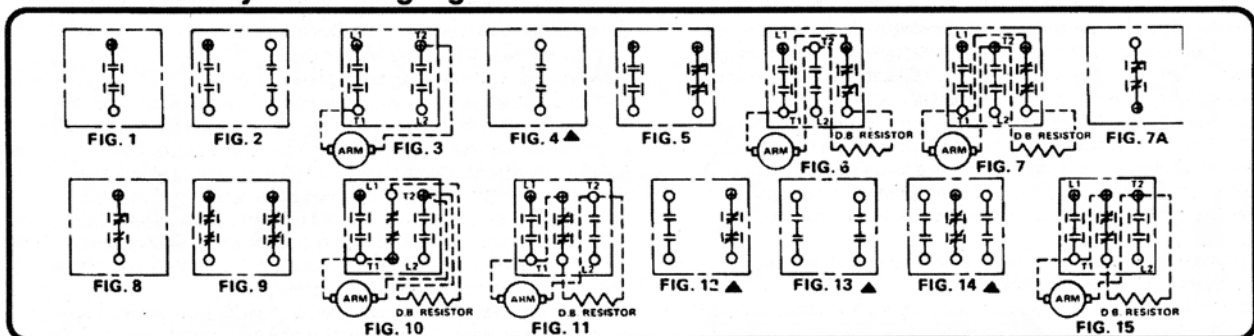 L1
FIG. 1
FIG. 2
L1 T2
T1 L2
ARM
FIG. 3
FIG. 4 ▲
FIG. 5
L1 T2
T1 L2
ARM
D.B. RESISTOR
FIG. 6
L1 T2
T1 L2
ARM
D.B. RESISTOR
FIG. 7
FIG. 7A
FIG. 8
FIG. 9
L1 T2
T1 L2
ARM
D.B. RESISTOR
FIG. 10
L1 T2
T1 L2
ARM
D.B. RESISTOR
FIG. 11
FIG. 12 ▲
FIG. 13 ▲
FIG. 14 ▲
L1 T2
T1 L2
ARM
D.B. RESISTOR
FIG. 15